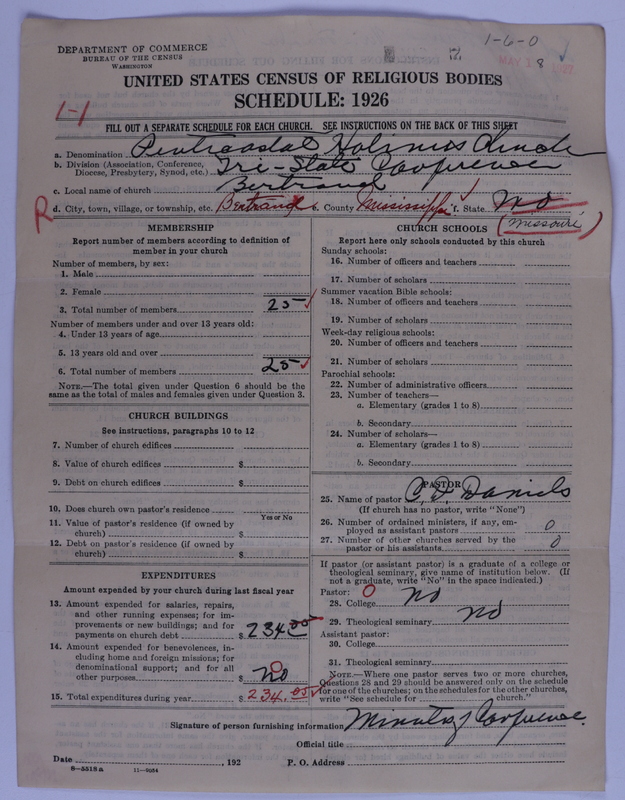 1-6-0
DEPARTMENT OF COMMERCE
BUREAU OF THE CENSUS
WASHINGTON
MAY 18 1927
UNITED STATES CENSUS OF RELIGIOUS BODIES
SCHEDULE: 1926
1-1
FILL OUT A SEPARATE SCHEDULE FOR EACH CHURCH. SEE INSTRUCTIONS ON THE BACK OF THIS SHEET
a. Denomination Pentecostal Holiness Church
b. Division (Association, Conference, Diocese, Presbytery, Synod, etc.) Tri-State Conference
c. Local name of church Bertrand
R d. City, town, village, or township, etc. Bertrand e. County Mississippi f. State Mo
(Missouri)
MEMBERSHIP
Report number of members according to definition of
member in your church
Number of members, by sex:
1. Male
2. Female
3. Total number of members 25
Number of members under and over 13 years old:
4. Under 13 years of age
5. 13 years old and over
6. Total number of members 25
NOTE.—The total given under Question 6 should be
same as the total of males and females given under Question 3.
CHURCH BUILDINGS
See instructions, paragraphs 10 to 12
7. Number of church edifices
8. Value of church edifices $
9. Debt on church edifices $
10. Does church own pastor's residence
Yes or No
11. Value of pastor's residence (if owned by
church) $
12. Debt on pastor's residence (if owned by
church) $
EXPENDITURES
Amount expended by your church during last fiscal year
13. Amount expended for salaries, repairs,
and other running expenses; for im-
provements or new buildings; and for
payments on church debt $ 234.00
14. Amount expended for benevolences, in-
cluding home and foreign missions; for
denominational support; and for all
other purposes $ no 0
15. Total expenditures during year $ 234.00
CHURCH SCHOOLS
Report here only schools conducted by this church
Sunday schools:
16. Number of officers and teachers
17. Number of scholars
Summer vacation Bible schools:
18. Number of officers and teachers
19. Number of scholars
Week-day religious schools:
20. Number of officers and teachers
21. Number of scholars
Parochial schools:
22. Number of administrative officers
23. Number of teachers—
a. Elementary (grades 1 to 8)
b. Secondary
24. Number of scholars—
a. Elementary (grades 1 to 8)
b. Secondary
PASTOR
25. Name of pastor C. D. Daniels
(If church has no pastor, write "None")
26. Number of ordained ministers, if any, em-
ployed as assistant pastors 0
27. Number of other churches served by the
pastor or his assistants 0
If pastor (or assistant pastor) is a graduate of a college or
theological seminary, give name of institution below. (If
not a graduate, write "No" in the space indicated.)
Pastor: 0
28. College no
29. Theological seminary no
Assistant pastor:
30. College
31. Theological seminary
NOTE.—Where one pastor serves two or more churches,
Questions 28 and 29 should be answered only on the schedule
for one of the churches; on the schedules for the other churches,
write "See schedule for church."
Signature of person furnishing information Minutes of Conference
Official title
Date , 192 P. O. Address
8-5518a 11-9084